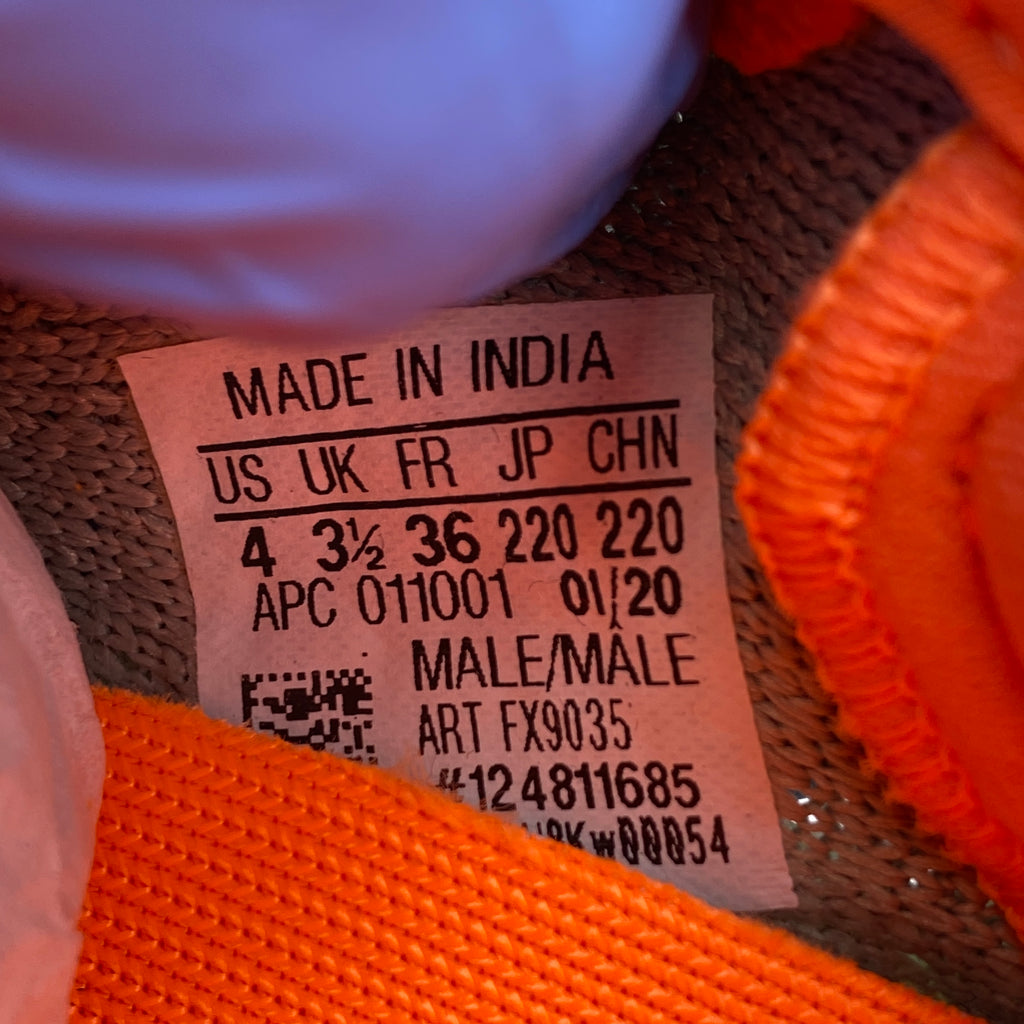 MADE IN INDIA
US UK FR JP CHN
4 3½ 36 220 220
APC 011001 01/20
MALE/MÂLE
ART FX9035
#124811685